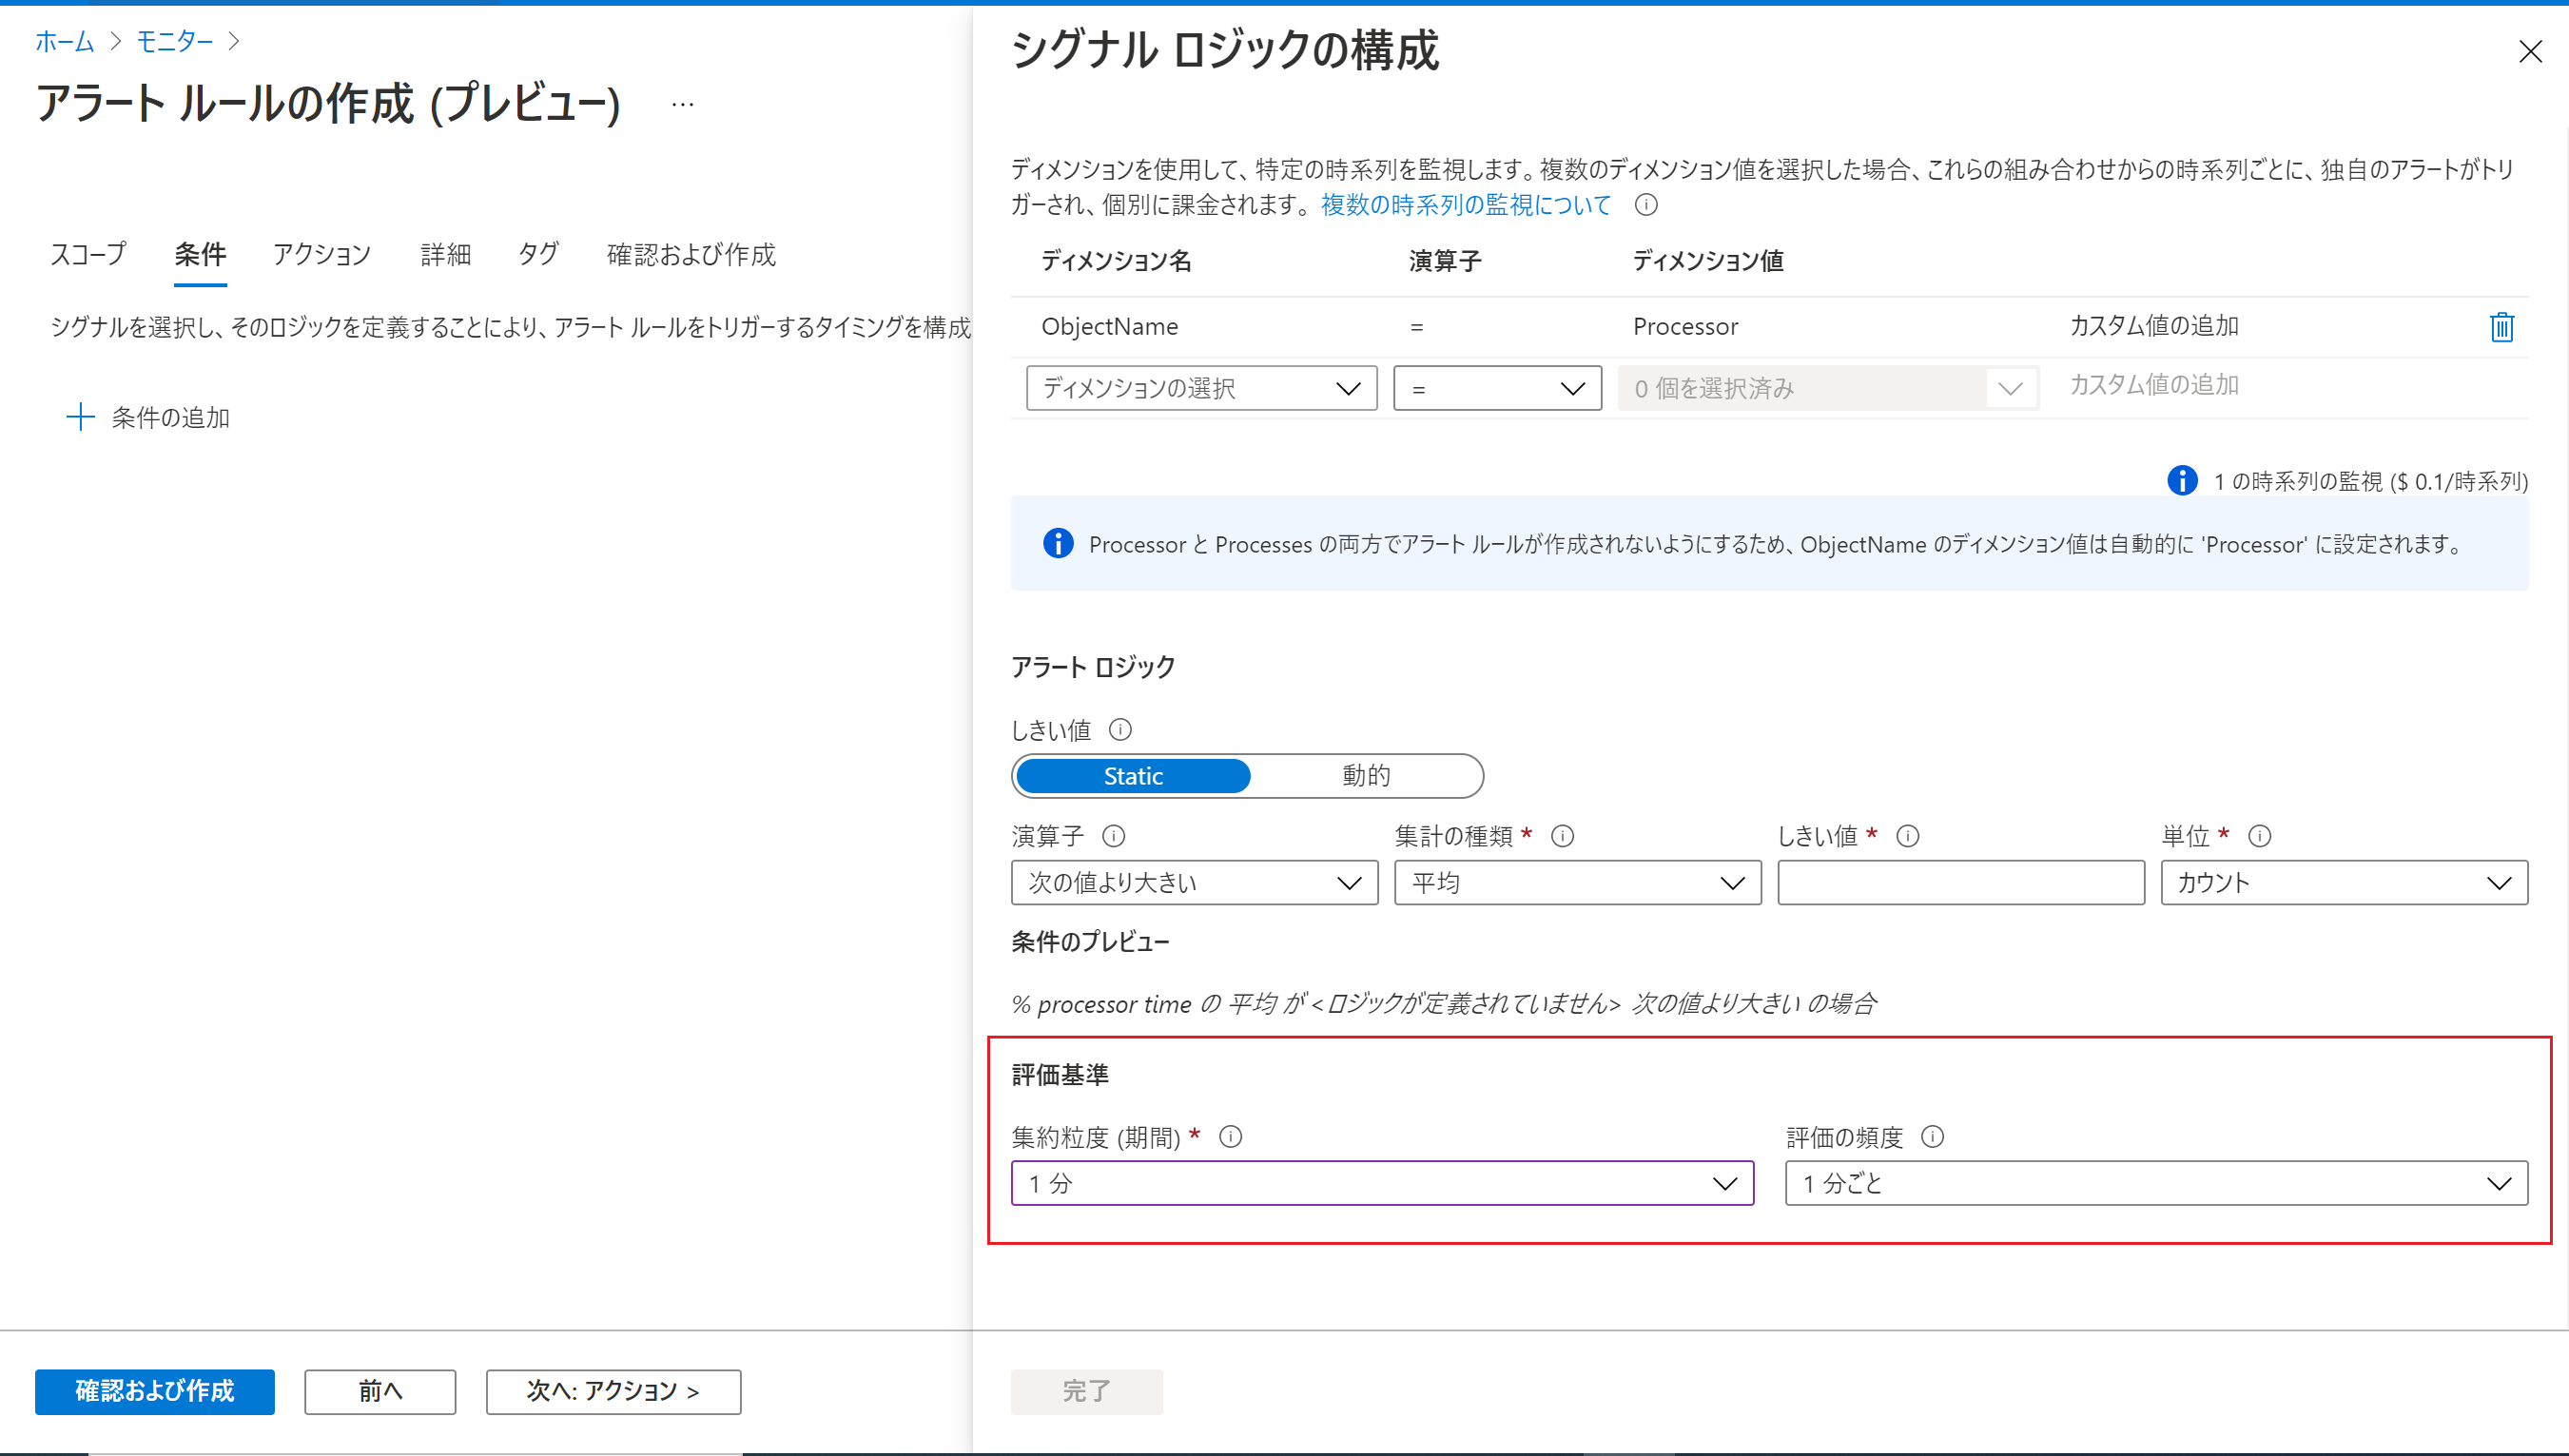 ホーム > モニター >
アラート ルールの作成 (プレビュー) ...
スコープ 条件 アクション 詳細 タグ 確認および作成
シグナルを選択し、そのロジックを定義することにより、アラート ルールをトリガーするタイミングを構成
条件の追加
確認および作成 前へ 次へ: アクション >
シグナル ロジックの構成
ディメンションを使用して、特定の時系列を監視します。複数のディメンション値を選択した場合、これらの組み合わせからの時系列ごとに、独自のアラートがトリ
ガーされ、個別に課金されます。 複数の時系列の監視について
ディメンション名 演算子 ディメンション値
ObjectName = Processor カスタム値の追加
ディメンションの選択 = 0 個を選択済み カスタム値の追加
1 の時系列の監視 ($ 0.1/時系列)
Processor と Processes の両方でアラート ルールが作成されないようにするため、ObjectName のディメンション値は自動的に 'Processor' に設定されます。
アラート ロジック
しきい値
Static 動的
演算子 集計の種類 * しきい値 * 単位 *
次の値より大きい 平均 カウント
条件のプレビュー
% processor time の 平均 が <ロジックが定義されていません> 次の値より大きい の場合
評価基準
集約粒度 (期間) * 評価の頻度
1 分 1 分ごと
完了